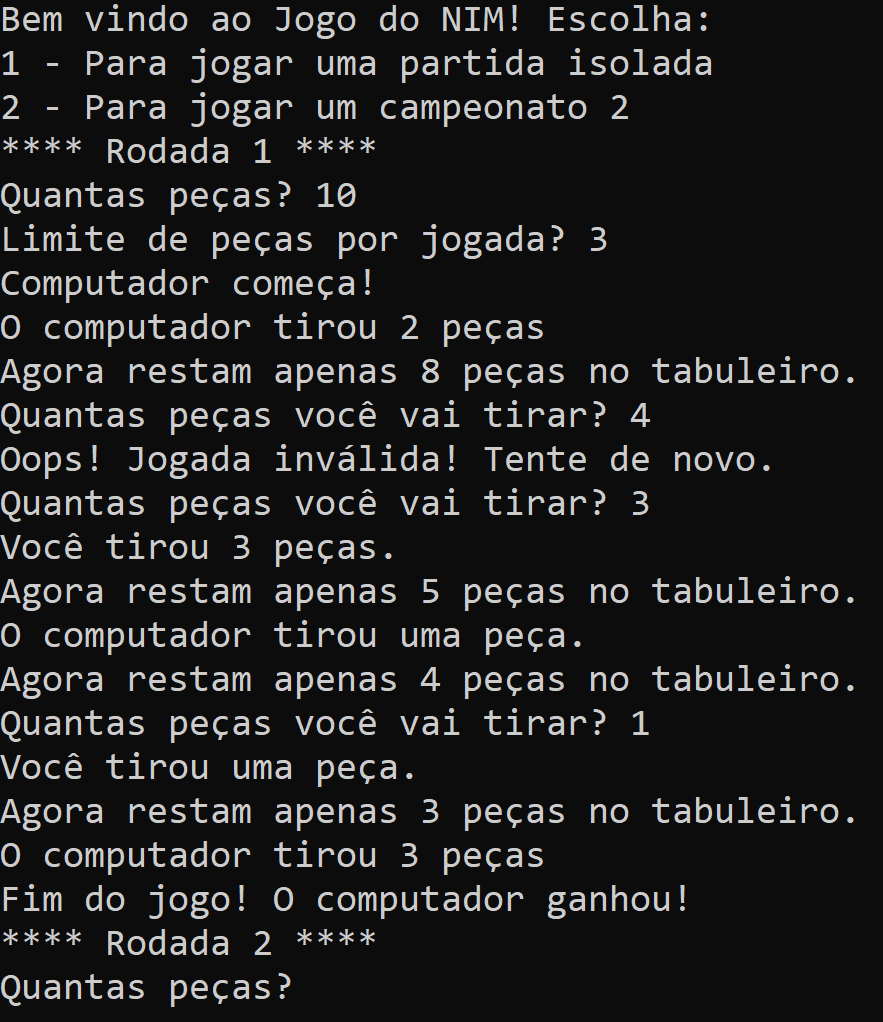 Bem vindo ao Jogo do NIM! Escolha:
1 - Para jogar uma partida isolada
2 - Para jogar um campeonato 2
**** Rodada 1 ****
Quantas peças? 10
Limite de peças por jogada? 3
Computador começa!
O computador tirou 2 peças
Agora restam apenas 8 peças no tabuleiro.
Quantas peças você vai tirar? 4
Oops! Jogada inválida! Tente de novo.
Quantas peças você vai tirar? 3
Você tirou 3 peças.
Agora restam apenas 5 peças no tabuleiro.
O computador tirou uma peça.
Agora restam apenas 4 peças no tabuleiro.
Quantas peças você vai tirar? 1
Você tirou uma peça.
Agora restam apenas 3 peças no tabuleiro.
O computador tirou 3 peças
Fim do jogo! O computador ganhou!
**** Rodada 2 ****
Quantas peças?